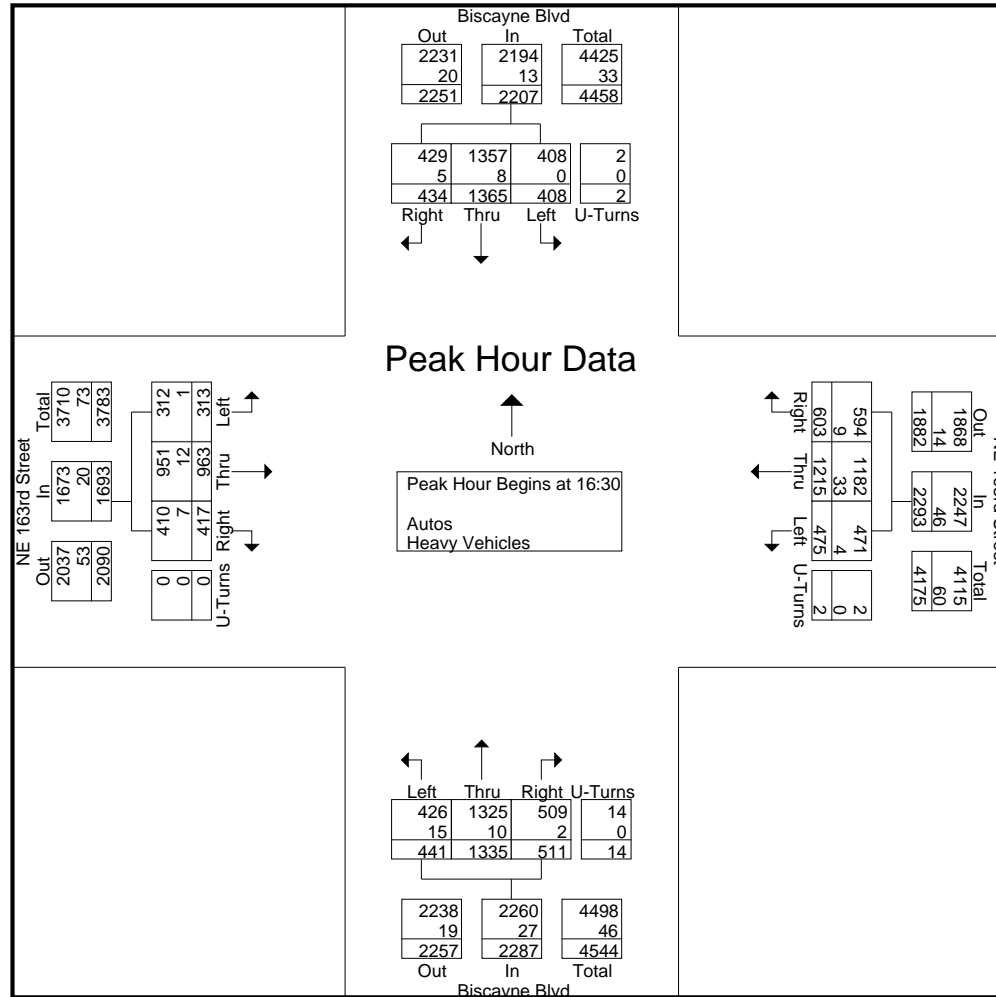 Biscayne Blvd
Out In Total
2231 2194 4425
20 13 33
2251 2207 4458
429 1357 408 2
5 8 0 0
434 1365 408 2
Right Thru Left U-Turns
Peak Hour Data
North
Peak Hour Begins at 16:30
Autos
Heavy Vehicles
NE 163rd Street
Total In Out
3710 1673 2037
73 20 53
3783 1693 2090
312 951 410 0
1 12 7 0
313 963 417 0
Left Thru Right U-Turns
Out In Total
1868 2247 4115
14 46 60
1882 2293 4175
594 1182 471 2
9 33 4 0
603 1215 475 2
Right Thru Left U-Turns
Left Thru Right U-Turns
426 1325 509 14
15 10 2 0
441 1335 511 14
2238 2260 4498
19 27 46
2257 2287 4544
Out In Total
Biscayne Blvd